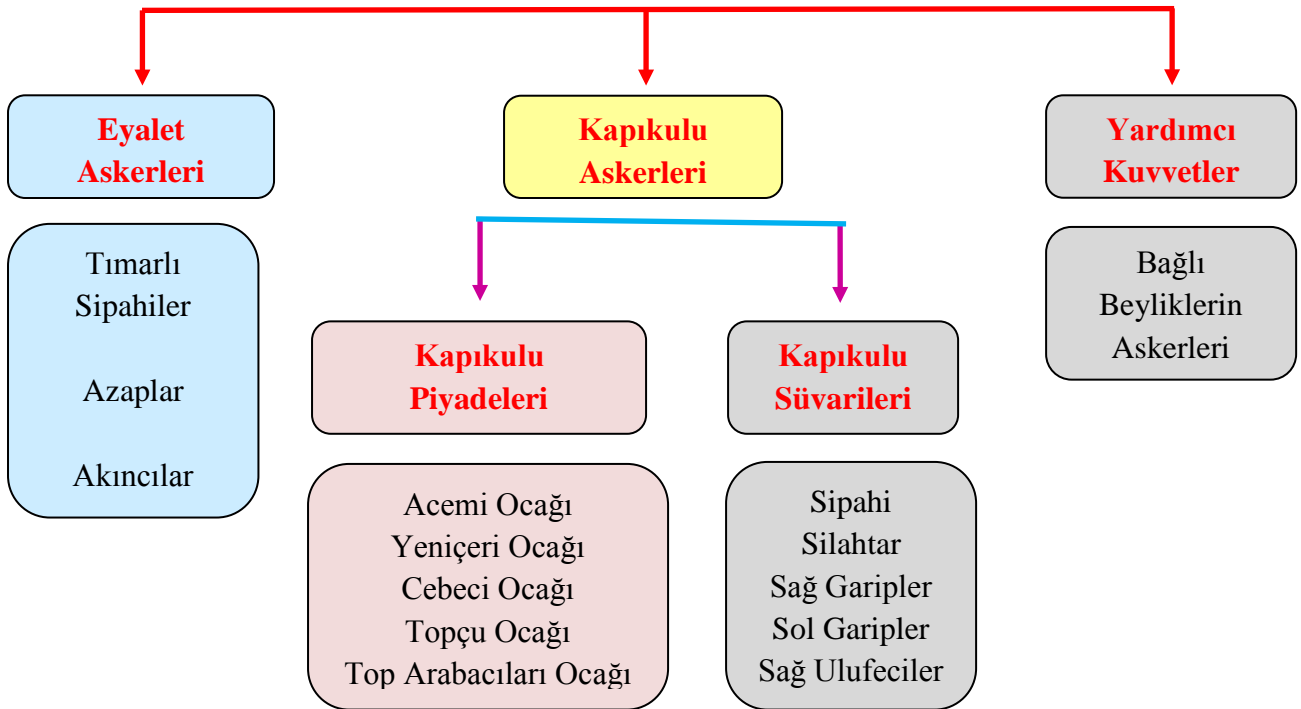 Eyalet
Askerleri
Kapıkulu
Askerleri
Yardımcı
Kuvvetler
Tımarlı
Sipahiler
Azaplar
Akıncılar
Bağlı
Beyliklerin
Askerleri
Kapıkulu
Piyadeleri
Kapıkulu
Süvarileri
Acemi Ocağı
Yeniçeri Ocağı
Cebeci Ocağı
Topçu Ocağı
Top Arabacıları Ocağı
Sipahi
Silahtar
Sağ Garipler
Sol Garipler
Sağ Ulufeciler